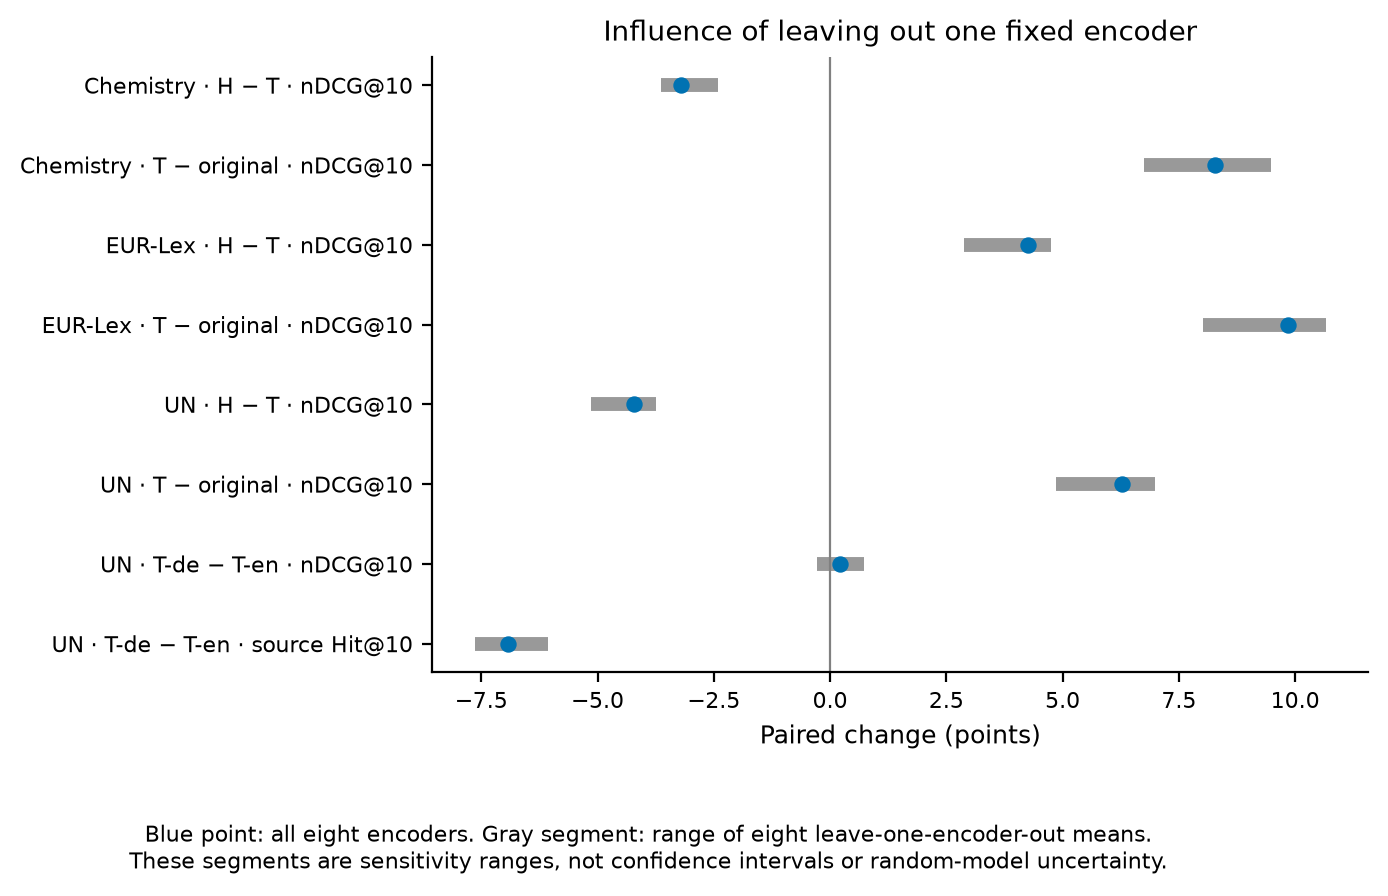 Influence of leaving out one fixed encoder
Chemistry · H − T · nDCG@10
Chemistry · T − original · nDCG@10
EUR-Lex · H − T · nDCG@10
EUR-Lex · T − original · nDCG@10
UN · H − T · nDCG@10
UN · T − original · nDCG@10
UN · T-de − T-en · nDCG@10
UN · T-de − T-en · source Hit@10
−7.5 −5.0 −2.5 0.0 2.5 5.0 7.5 10.0
Paired change (points)
Blue point: all eight encoders. Gray segment: range of eight leave-one-encoder-out means.
These segments are sensitivity ranges, not confidence intervals or random-model uncertainty.